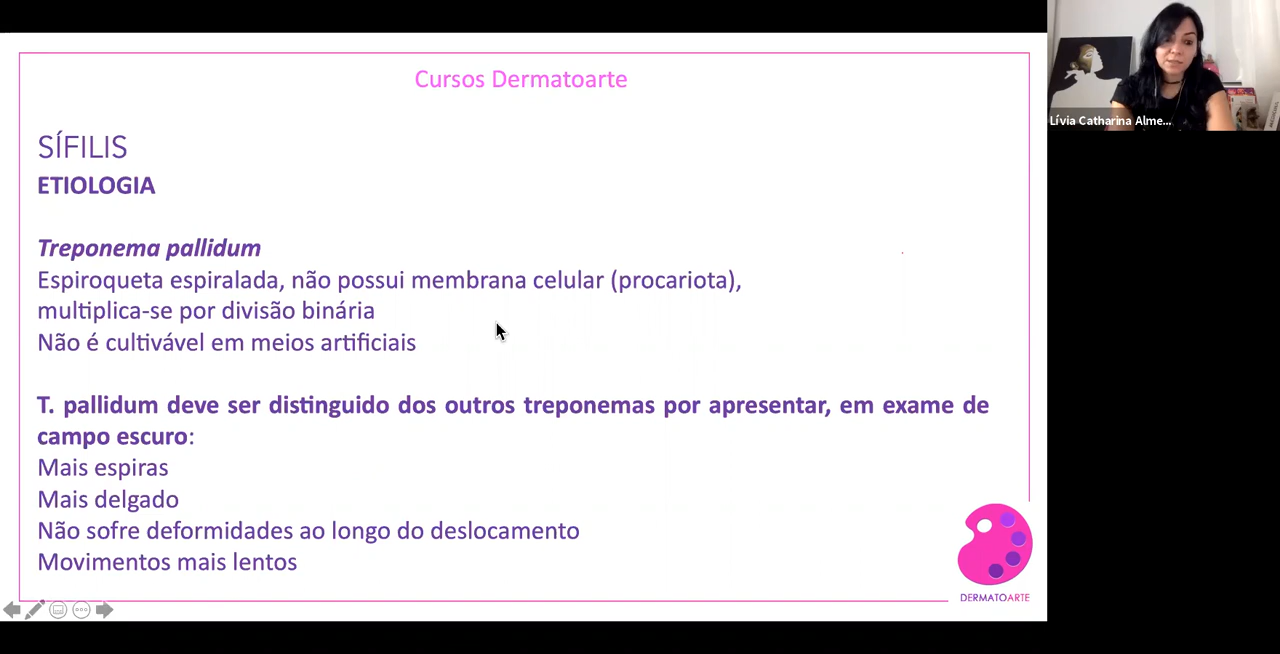 Cursos Dermatoarte
Lívia Catharina Alme...
SÍFILIS
ETIOLOGIA
Treponema pallidum
Espiroqueta espiralada, não possui membrana celular (procariota),
multiplica-se por divisão binária
Não é cultivável em meios artificiais
T. pallidum deve ser distinguido dos outros treponemas por apresentar, em exame de
campo escuro:
Mais espiras
Mais delgado
Não sofre deformidades ao longo do deslocamento
Movimentos mais lentos
DERMATOARTE